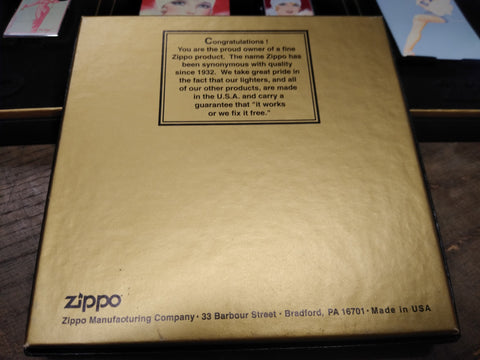 Congratulations !
You are the proud owner of a fine
Zippo product. The name Zippo has
been synonymous with quality
since 1932. We take great pride in
the fact that our lighters, and all
of our other products, are made
in the U.S.A. and carry a
guarantee that "it works
or we fix it free."
zippo
Zippo Manufacturing Company • 33 Barbour Street • Bradford, PA 16701 • Made in USA